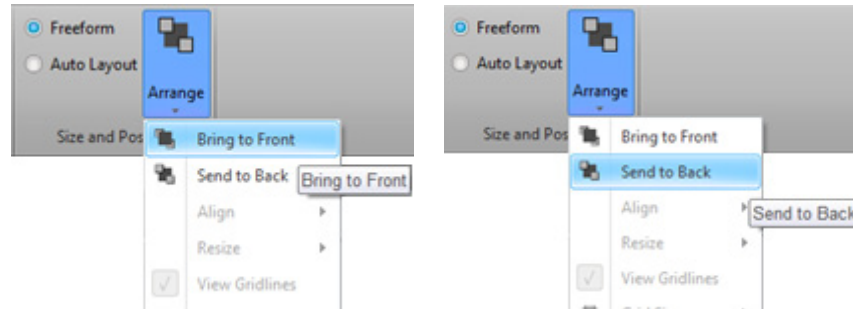 Freeform
Auto Layout
Arrange
Size and Pos
Bring to Front
Send to Back
Bring to Front
Align
Resize
View Gridlines
Freeform
Auto Layout
Arrange
Size and Pos
Bring to Front
Send to Back
Align
Send to Back
Resize
View Gridlines